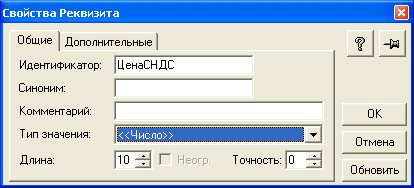 Свойства Реквизита
Общие Дополнительные
Идентификатор: ЦенаСНДС
Синоним:
Комментарий:
Тип значения: <<Число>>
Длина: 10 Неогр. Точность: 0
?
OK
Отмена
Обновить